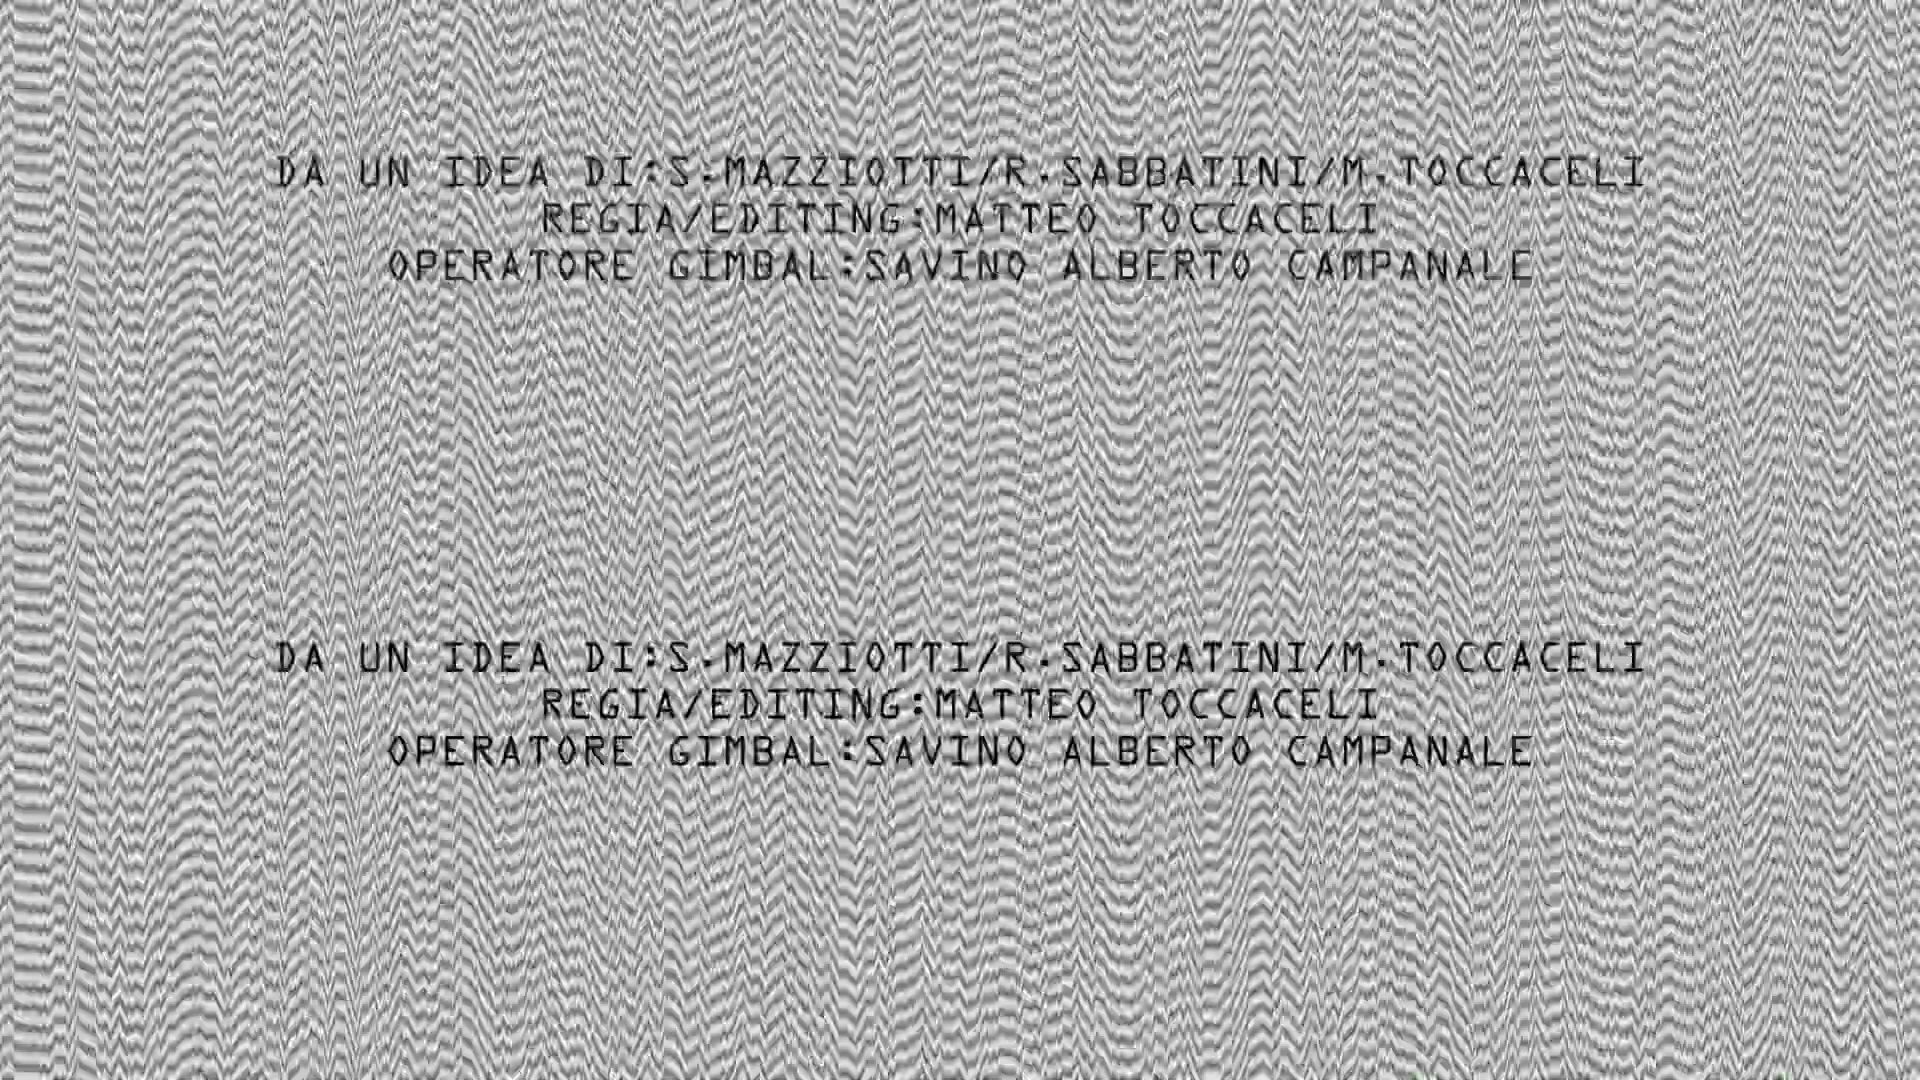 DA UN IDEA DI:S.MAZZIOTTI/R.SABBATINI/M.TOCCACELI
REGIA/EDITING:MATTEO TOCCACELI
OPERATORE GIMBAL:SAVINO ALBERTO CAMPANALE
DA UN IDEA DI:S.MAZZIOTTI/R.SABBATINI/M.TOCCACELI
REGIA/EDITING:MATTEO TOCCACELI
OPERATORE GIMBAL:SAVINO ALBERTO CAMPANALE